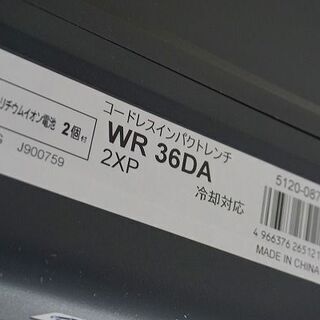 コードレスインパクトレンチ
リチウムイオン電池 2個付
WR 36DA
2XP
J900759
冷却対応
5120-087
4 966376 26512
MADE IN CHINA